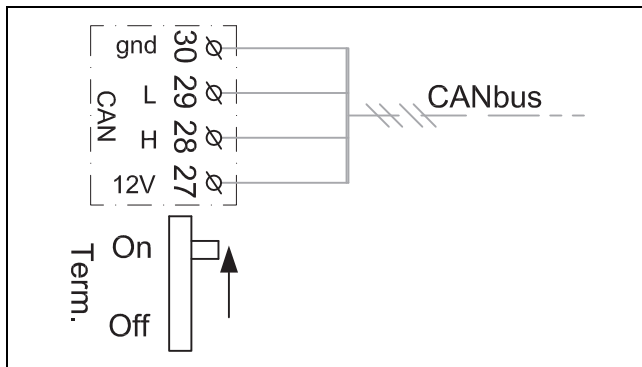 gnd 30
L 29
CAN
H 28
12V 27
CANbus
Term.
On
Off